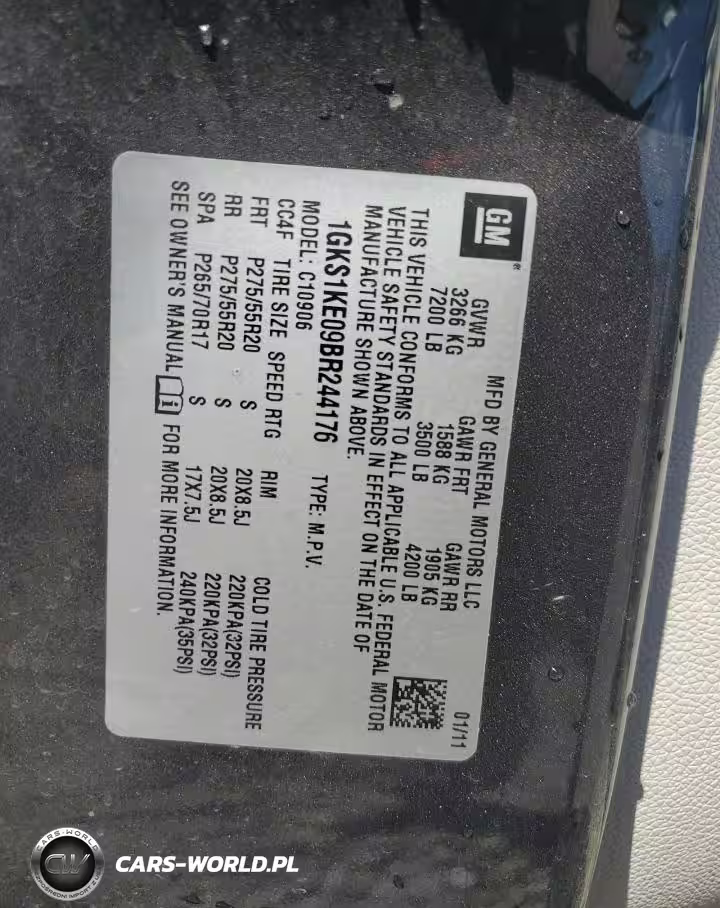 GM
MFD BY GENERAL MOTORS LLC 01/11
GVWR GAWR FRT GAWR RR
3266 KG 1588 KG 1905 KG
7200 LB 3500 LB 4200 LB
THIS VEHICLE CONFORMS TO ALL APPLICABLE U.S. FEDERAL MOTOR
VEHICLE SAFETY STANDARDS IN EFFECT ON THE DATE OF
MANUFACTURE SHOWN ABOVE.
1GKS1KE09BR244176 TYPE: M.P.V.
MODEL: C10906
CC4F TIRE SIZE SPEED RTG RIM COLD TIRE PRESSURE
FRT P275/55R20 S 20X8.5J 220KPA(32PSI)
RR P275/55R20 S 20X8.5J 220KPA(32PSI)
SPA P265/70R17 S 17X7.5J 240KPA(35PSI)
SEE OWNER'S MANUAL i FOR MORE INFORMATION.
CARS-WORLD
CW
CARS-WORLD.PL